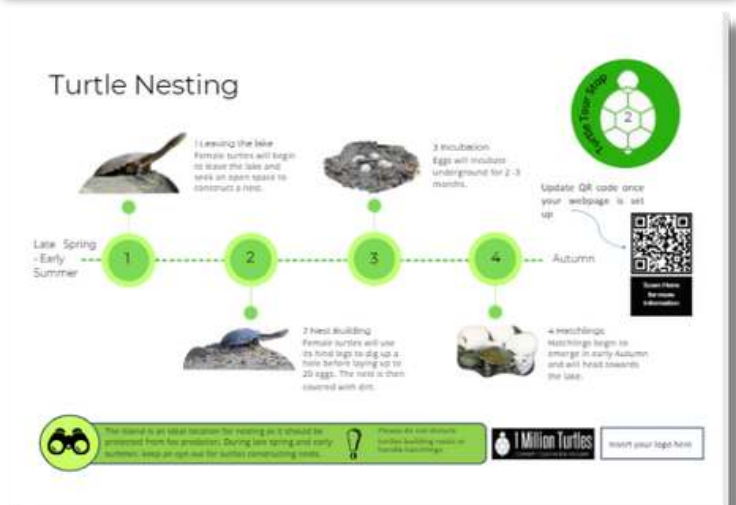 Turtle Nesting
Turtle Tour Stop
2
1 Leaving the lake
Female turtles will begin
to leave the lake and
seek an open space to
construct a nest.
3 Incubation
Eggs will incubate
underground for 2 -3
months.
Update QR code once
your webpage is set
up
Scan Here
for more
information
Late Spring
- Early
Summer
1
2
3
4
Autumn
2 Nest Building
Female turtles will use
its hind legs to dig up a
hole before laying up to
20 eggs. The nest is then
covered with dirt.
4 Hatchlings
Hatchlings begin to
emerge in early Autumn
and will head towards
the lake.
The island is an ideal location for nesting as it should be
protected from fox predation. During late spring and early
summer, keep an eye out for turtles constructing nests.
Please do not disturb
turtles building nests or
handle hatchlings.
1 Million Turtles
Insert your logo here